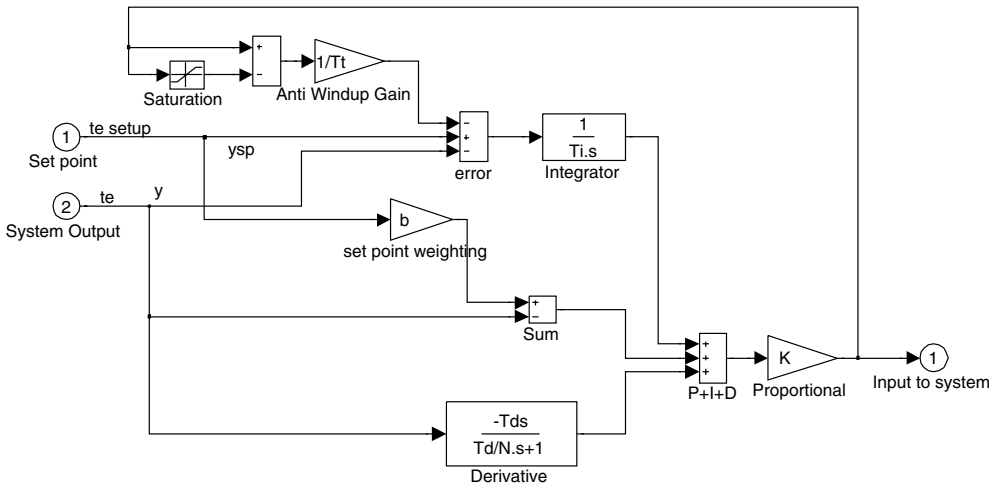 +
−
1/Tt
Saturation
Anti Windup Gain
1
te setup
Set point
ysp
−
+
−
error
1
Ti.s
Integrator
2
te
y
System Output
b
set point weighting
+
−
Sum
+
+
+
P+I+D
K
Proportional
1
Input to system
-Tds
Td/N.s+1
Derivative